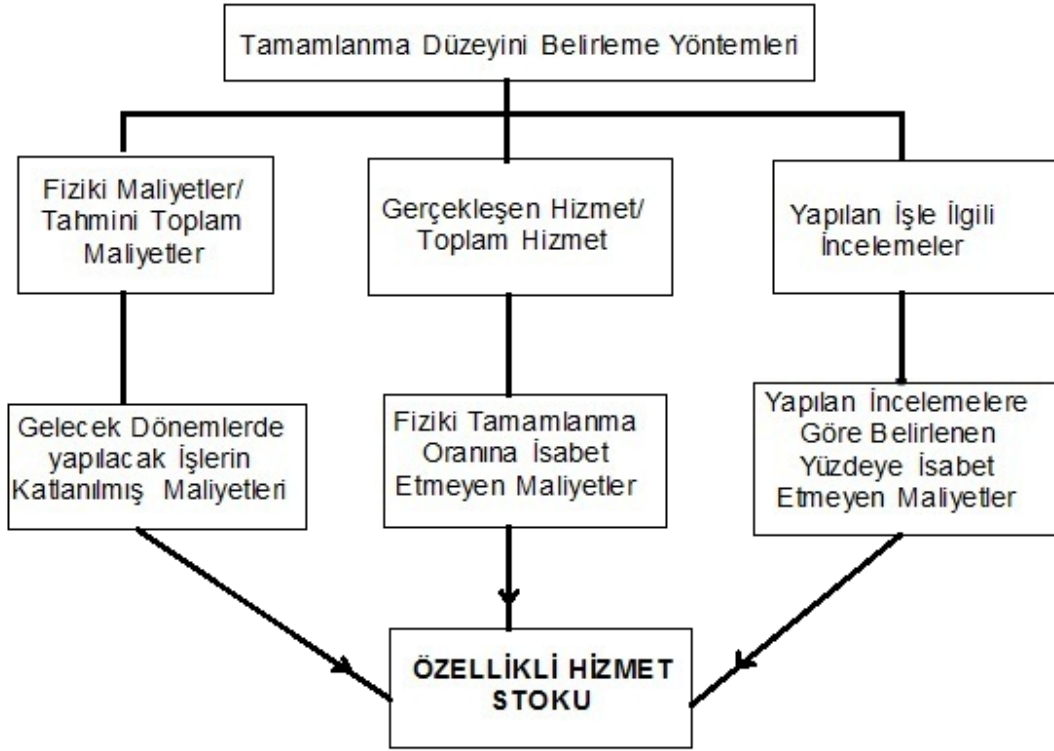 Tamamlanma Düzeyini Belirleme Yöntemleri
Fiziki Maliyetler/
Tahmini Toplam
Maliyetler
Gerçekleşen Hizmet/
Toplam Hizmet
Yapılan İşle İlgili
İncelemeler
Gelecek Dönemlerde
yapılacak İşlerin
Katlanılmış Maliyetleri
Fiziki Tamamlanma
Oranına İsabet
Etmeyen Maliyetler
Yapılan İncelemelere
Göre Belirlenen
Yüzdeye İsabet
Etmeyen Maliyetler
ÖZELLİKLİ HİZMET
STOKU